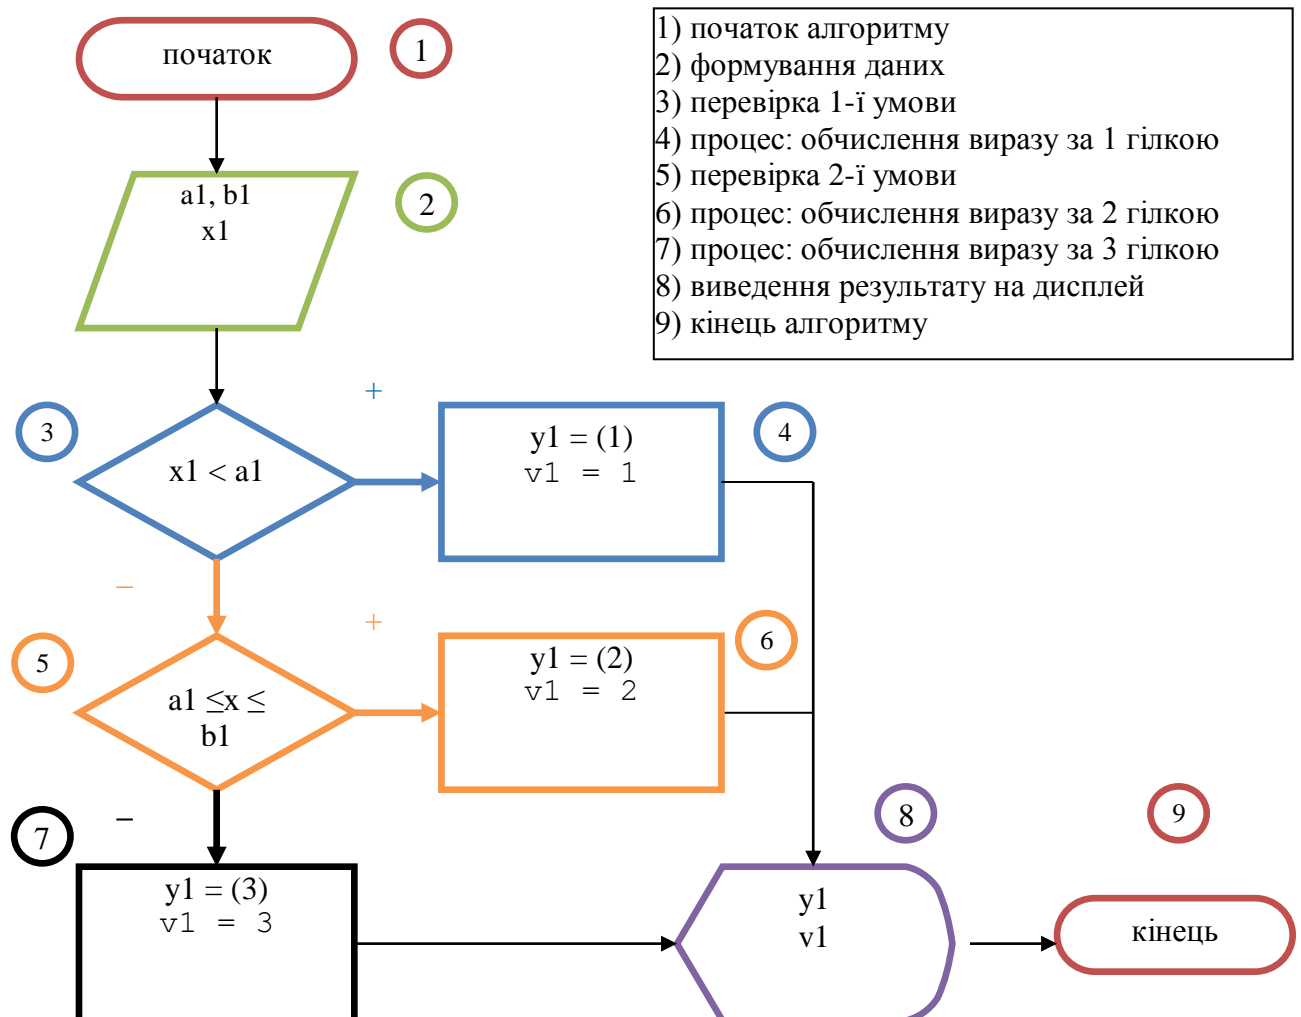 початок
1
1) початок алгоритму
2) формування даних
3) перевірка 1-ї умови
4) процес: обчислення виразу за 1 гілкою
5) перевірка 2-ї умови
6) процес: обчислення виразу за 2 гілкою
7) процес: обчислення виразу за 3 гілкою
8) виведення результату на дисплей
9) кінець алгоритму
a1, b1
x1
2
3
x1 < a1
+
y1 = (1)
v1 = 1
4
–
5
a1 ≤x ≤
b1
+
y1 = (2)
v1 = 2
6
–
7
y1 = (3)
v1 = 3
8
y1
v1
9
кінець